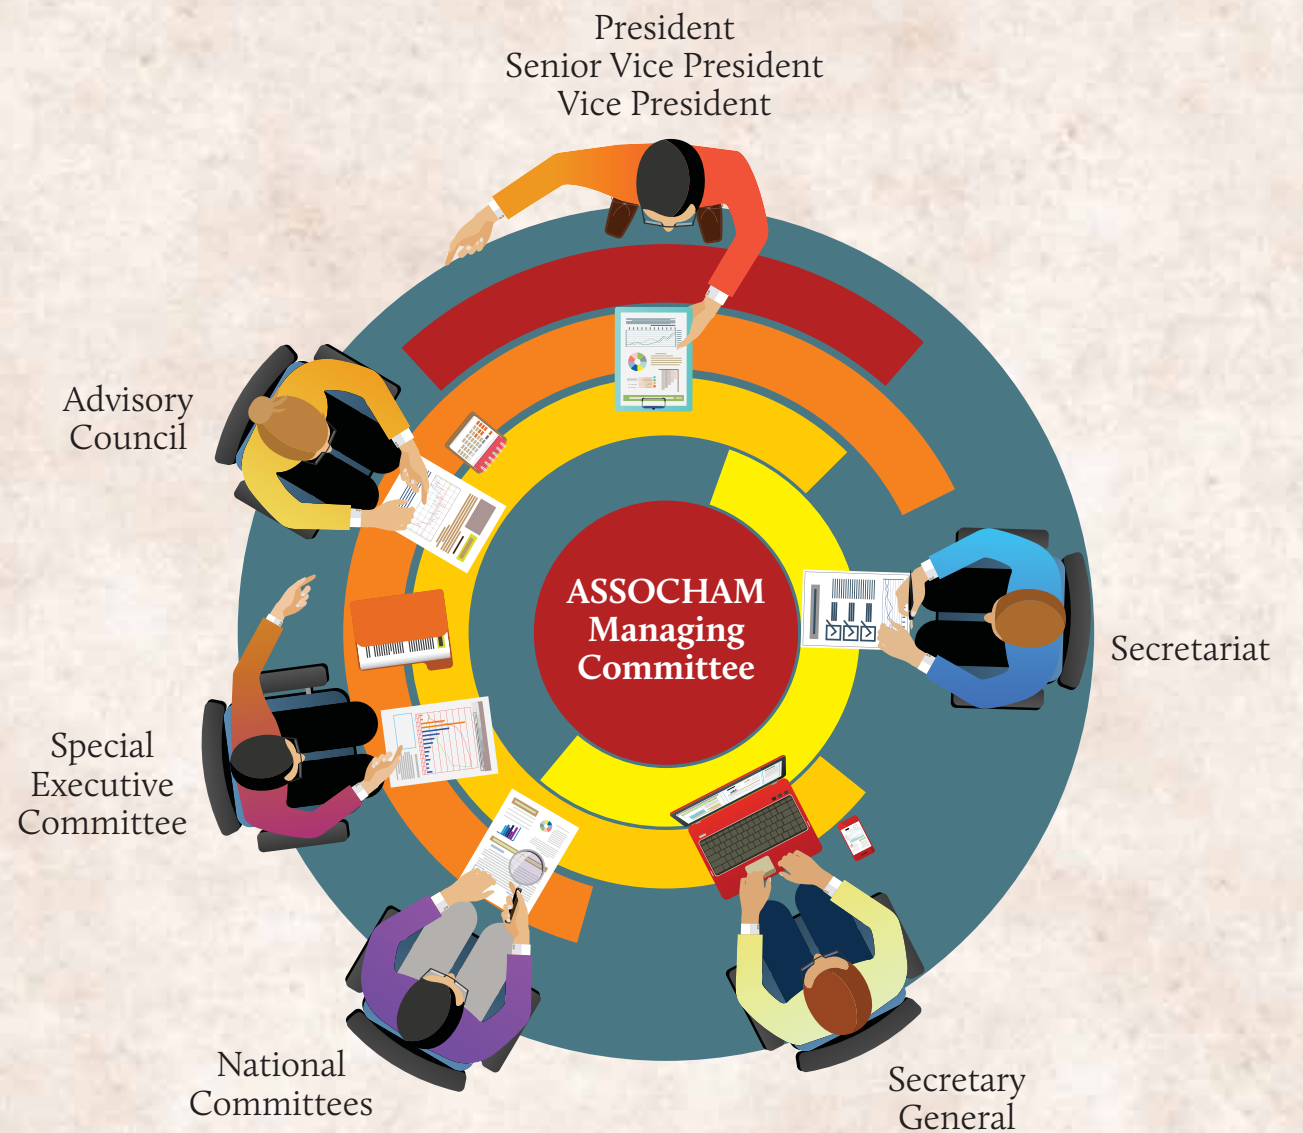 President
Senior Vice President
Vice President
Advisory
Council
ASSOCHAM
Managing
Committee
Secretariat
Special
Executive
Committee
National
Committees
Secretary
General